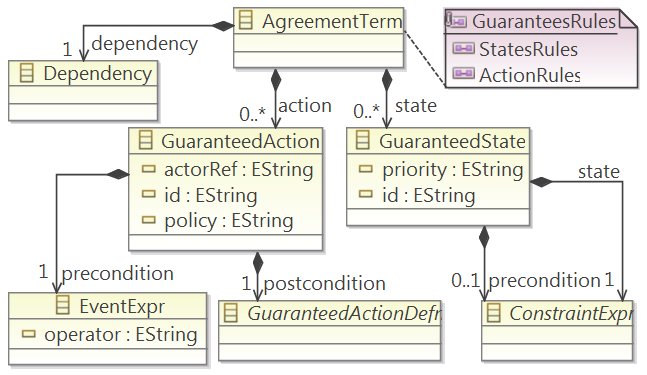 AgreementTerm
GuaranteesRules
StatesRules
ActionRules
1
dependency
Dependency
0..*
action
0..*
state
GuaranteedAction
actorRef : EString
id : EString
policy : EString
GuaranteedState
priority : EString
id : EString
state
1 precondition
1 postcondition
0..1 precondition 1
EventExpr
operator : EString
GuaranteedActionDefn
ConstraintExpr